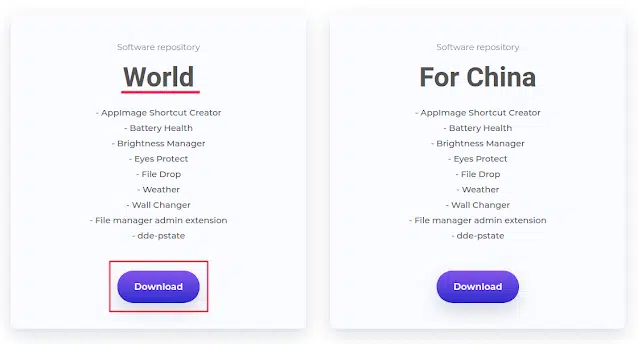 Software repository
World
- AppImage Shortcut Creator
- Battery Health
- Brightness Manager
- Eyes Protect
- File Drop
- Weather
- Wall Changer
- File manager admin extension
- dde-pstate
Download
Software repository
For China
- AppImage Shortcut Creator
- Battery Health
- Brightness Manager
- Eyes Protect
- File Drop
- Weather
- Wall Changer
- File manager admin extension
- dde-pstate
Download